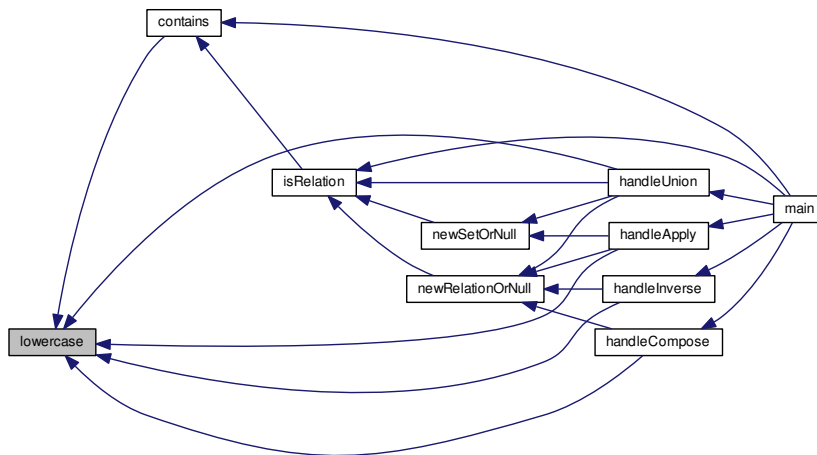 contains
isRelation
handleUnion
main
newSetOrNull
handleApply
newRelationOrNull
handleInverse
lowercase
handleCompose